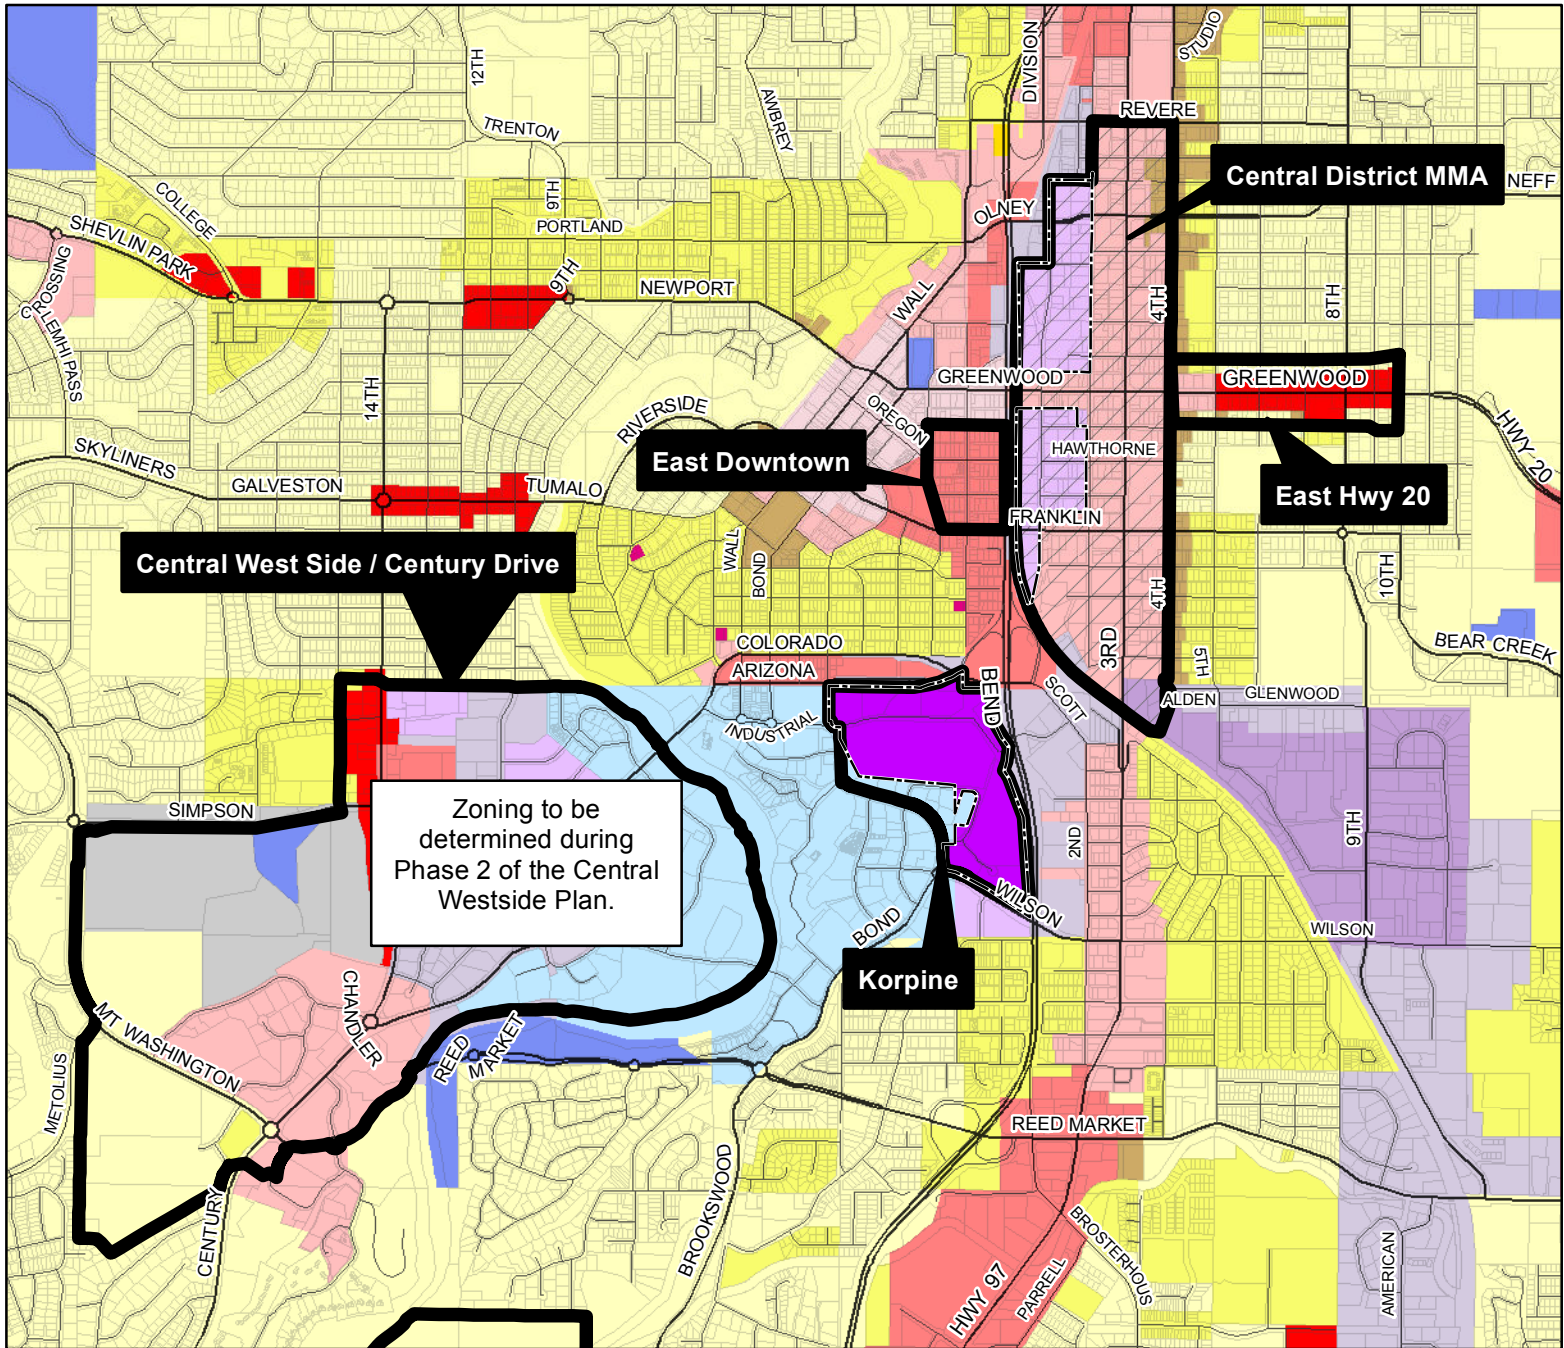 STUDIO
DIVISION
12TH
AWBREY
REVERE
TRENTON
Central District MMA
NEFF
COLLEGE
9TH
OLNEY
SHEVLIN PARK
PORTLAND
CROSSING
9TH
NEWPORT
WALL
4TH
8TH
LEMHI PASS
GREENWOOD
GREENWOOD
14TH
RIVERSIDE
OREGON
HWY 20
SKYLINERS
East Downtown
HAWTHORNE
GALVESTON
TUMALO
East Hwy 20
FRANKLIN
WALL
BOND
Central West Side / Century Drive
4TH
10TH
COLORADO
3RD
BEAR CREEK
ARIZONA
5TH
BEND
SCOTT
ALDEN
GLENWOOD
INDUSTRIAL
SIMPSON
Zoning to be
determined during
Phase 2 of the Central
Westside Plan.
2ND
9TH
WILSON
BOND
WILSON
Korpine
CHANDLER
MT WASHINGTON
REED
MARKET
METOLIUS
REED MARKET
BROOKSWOOD
CENTURY
BROSTERHOUS
AMERICAN
HWY 97
PARRELL